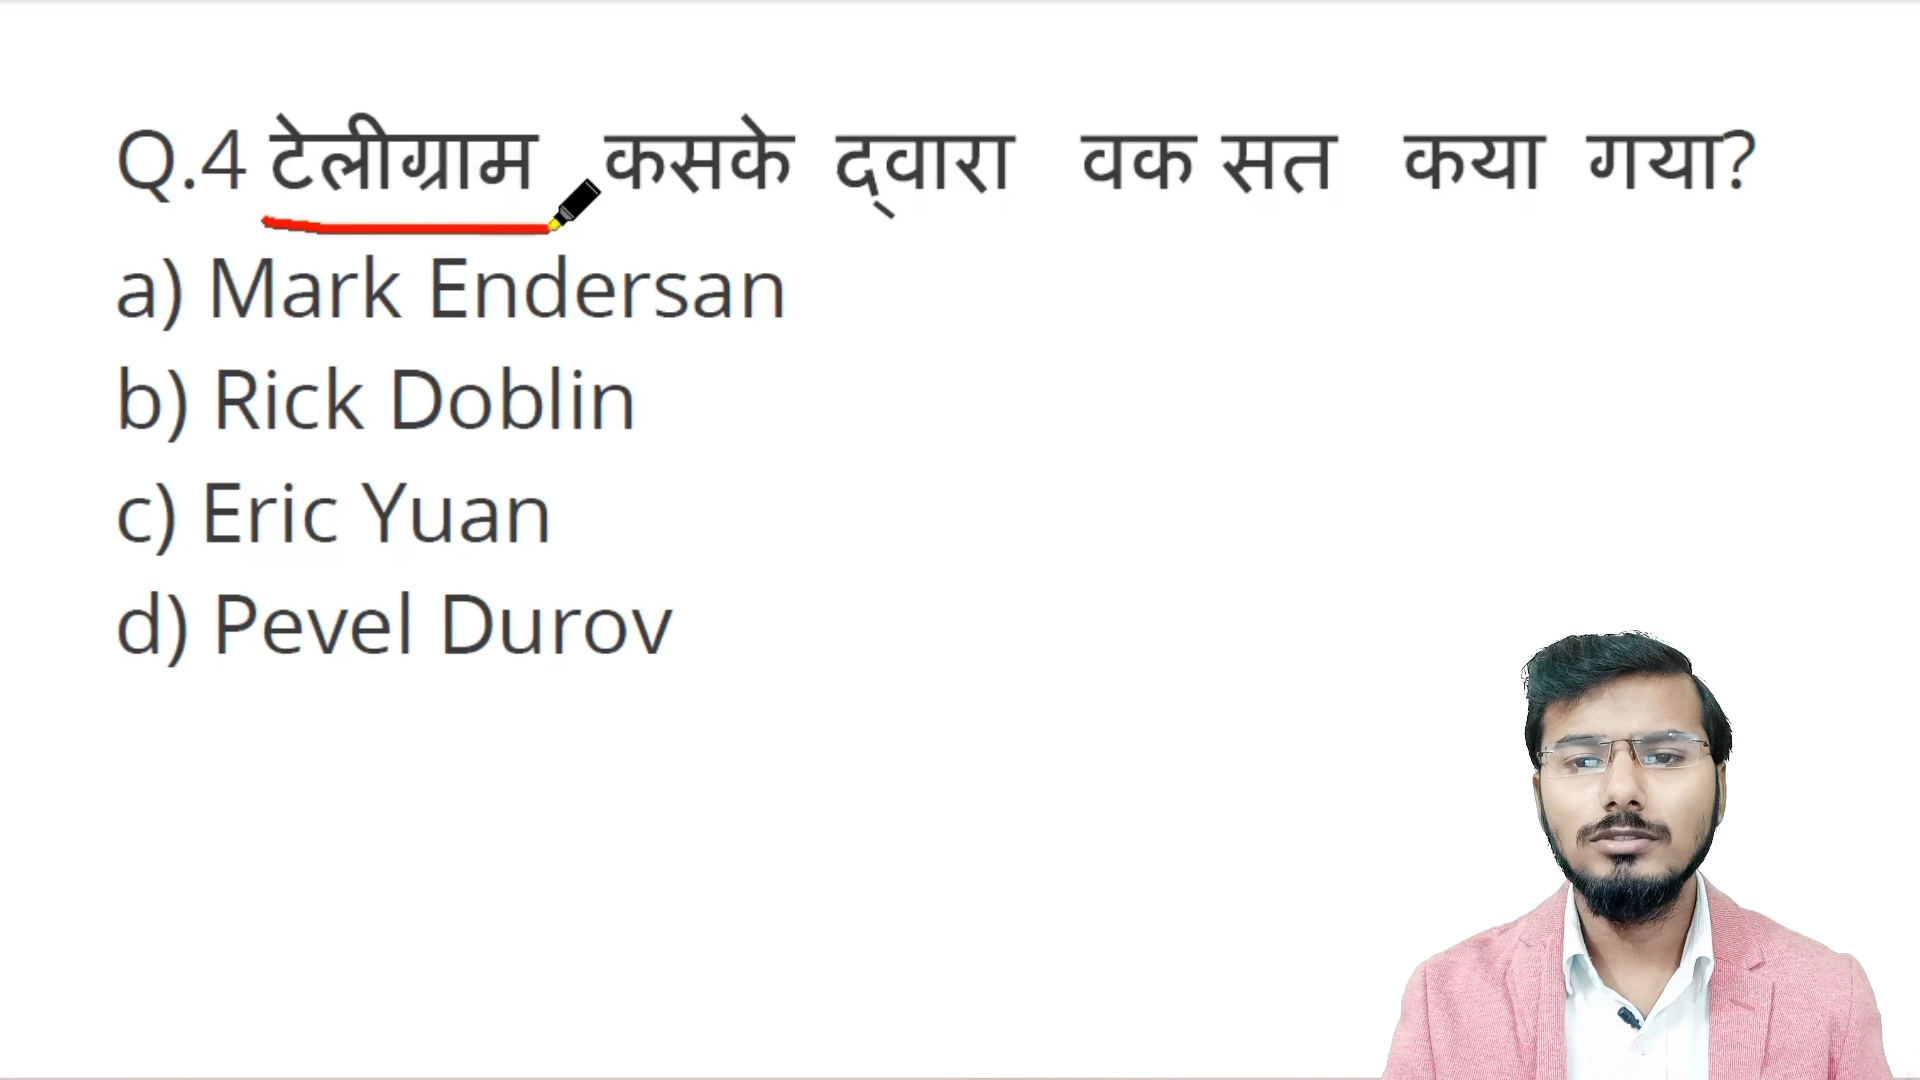 Q.4 टेलीग्राम कसके द्वारा वक सत कया गया?
a) Mark Endersan
b) Rick Doblin
c) Eric Yuan
d) Pevel Durov